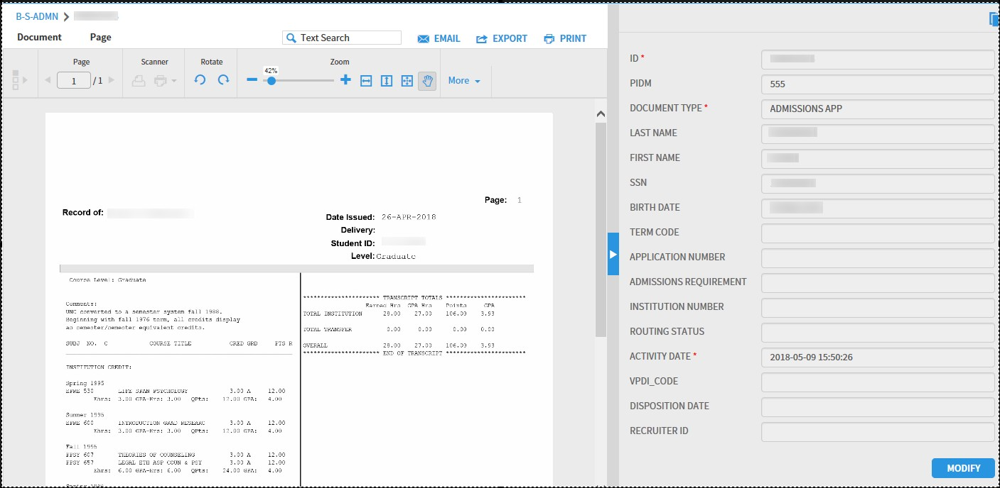 B-S-ADMN
Document Page
Text Search EMAIL EXPORT PRINT
Page Scanner Rotate Zoom
1 / 1 42% More
Page: 1
Record of:
Date Issued: 26-APR-2018
Delivery:
Student ID:
Level: Graduate
Course Level: Graduate
Comments:
UNC converted to a semester system fall 1988.
Beginning with fall 1976 term, all credits display
as semester/semester equivalent credits.
SUBJ NO. C COURSE TITLE CRED GRD PTS R
INSTITUTION CREDIT:
Spring 1995
EPRE 530 LIFE SPAN PSYCHOLOGY 3.00 A 12.00
Ehrs: 3.00 GPA-Hrs: 3.00 QPts: 12.00 GPA: 4.00
Summer 1995
EPRE 600 INTRODUCTION GRAD RESEARC 3.00 A 12.00
Ehrs: 3.00 GPA-Hrs: 3.00 QPts: 12.00 GPA: 4.00
Fall 1995
PPSY 607 THEORIES OF COUNSELING 3.00 A 12.00
PPSY 657 LEGAL ETH ASP COUN & PSY 3.00 A 12.00
Ehrs: 6.00 GPA-Hrs: 6.00 QPts: 24.00 GPA: 4.00
********************* TRANSCRIPT TOTALS *********************
Earned Hrs GPA Hrs Points GPA
TOTAL INSTITUTION 28.00 27.00 106.00 3.93
TOTAL TRANSFER 0.00 0.00 0.00 0.00
OVERALL 28.00 27.00 106.00 3.93
********************* END OF TRANSCRIPT *********************
ID *
PIDM 555
DOCUMENT TYPE * ADMISSIONS APP
LAST NAME
FIRST NAME
SSN
BIRTH DATE
TERM CODE
APPLICATION NUMBER
ADMISSIONS REQUIREMENT
INSTITUTION NUMBER
ROUTING STATUS
ACTIVITY DATE * 2018-05-09 15:50:26
VPDI_CODE
DISPOSITION DATE
RECRUITER ID
MODIFY